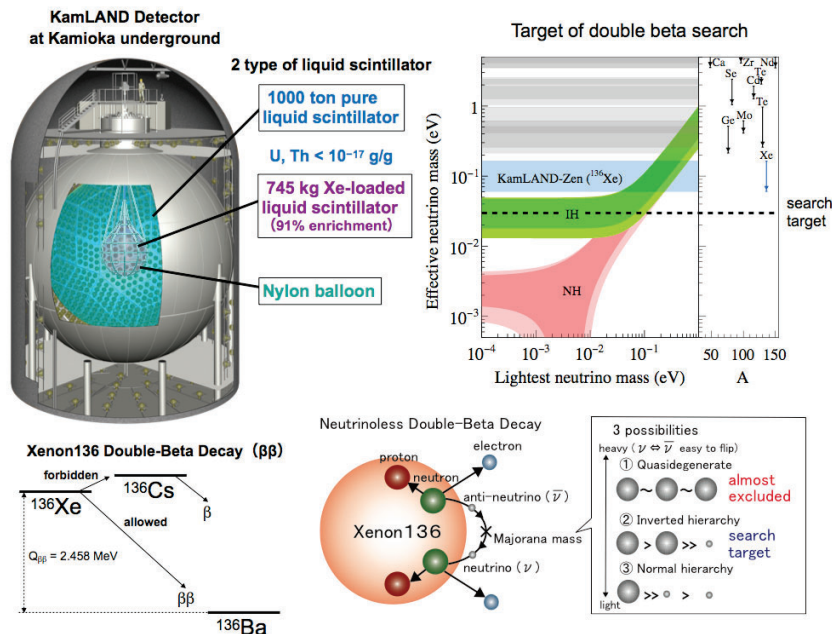 KamLAND Detector
at Kamioka underground
2 type of liquid scintillator
1000 ton pure
liquid scintillator
U, Th < 10⁻¹⁷ g/g
745 kg Xe-loaded
liquid scintillator
(91% enrichment)
Nylon balloon
Target of double beta search
Effective neutrino mass (eV)
1
10⁻¹
10⁻²
10⁻³
KamLAND-Zen (¹³⁶Xe)
IH
NH
10⁻⁴
10⁻³
10⁻²
10⁻¹
1
Lightest neutrino mass (eV)
Ca
Zr
Nd
Se
Te
Cd
Te
Ge
Mo
Xe
50
100
150
A
search
target
Xenon136 Double-Beta Decay (ββ)
forbidden
¹³⁶Xe
¹³⁶Cs
β
allowed
Qββ = 2.458 MeV
ββ
¹³⁶Ba
Neutrinoless Double-Beta Decay
electron
proton
neutron
anti-neutrino (ν̅)
Xenon136
Majorana mass
neutrino (ν)
3 possibilities
heavy (ν ⇔ ν̅ easy to flip)
① Quasidegenerate
~ ~
almost
excluded
② Inverted hierarchy
> >>
search
target
③ Normal hierarchy
>> >
light